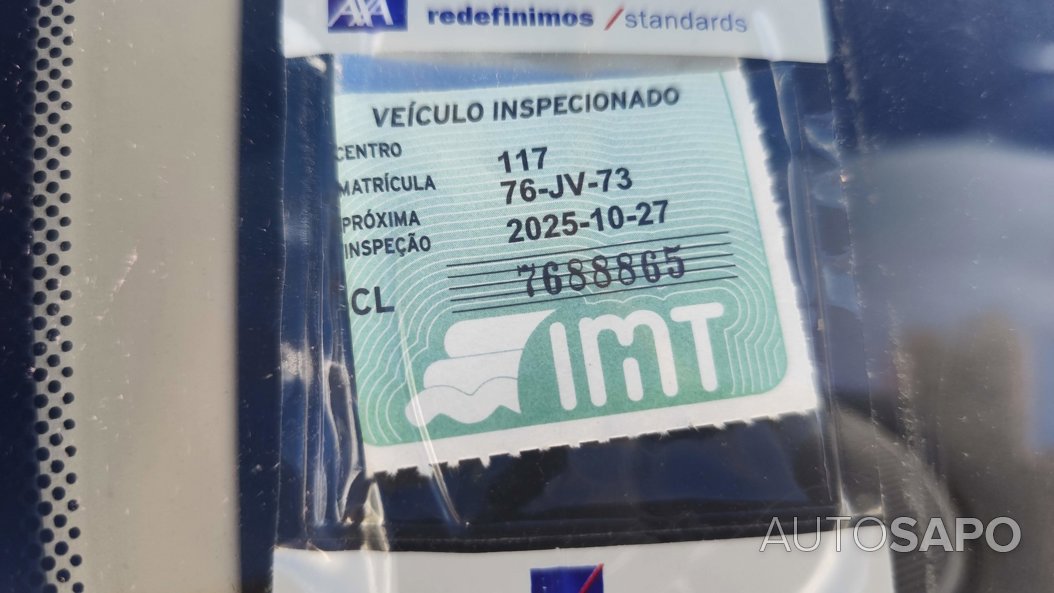 AXA redefinimos / standards
VEÍCULO INSPECIONADO
CENTRO 117
MATRÍCULA 76-JV-73
PRÓXIMA
INSPEÇÃO 2025-10-27
CL 7688865
IMT
AUTOSAPO